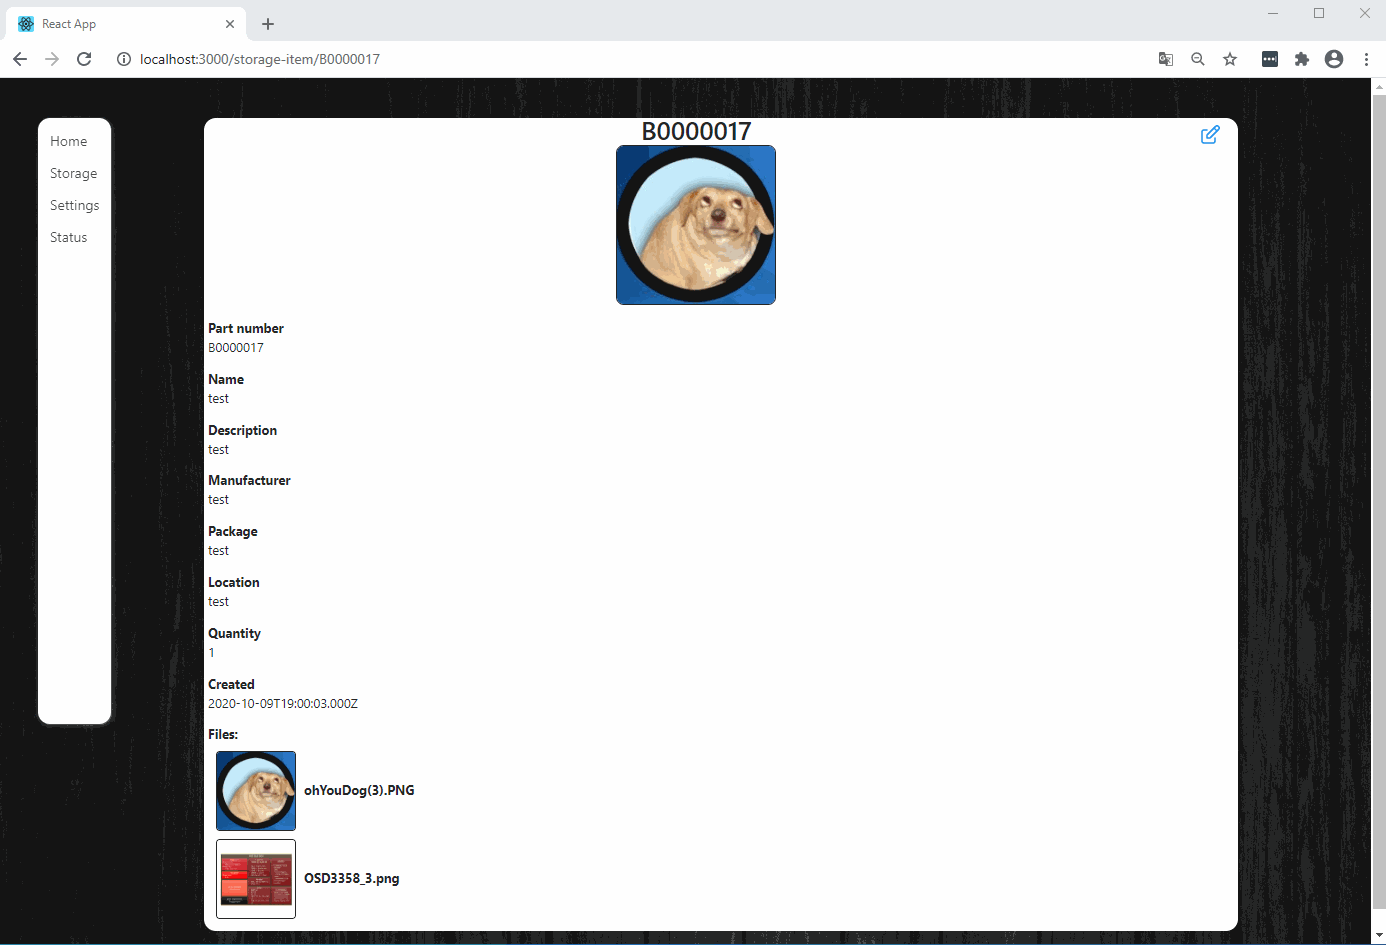 React App
localhost:3000/storage-item/B0000017
Home
Storage
Settings
Status
B0000017
Part number
B0000017
Name
test
Description
test
Manufacturer
test
Package
test
Location
test
Quantity
1
Created
2020-10-09T19:00:03.000Z
Files:
ohYouDog(3).PNG
OSD3358_3.png